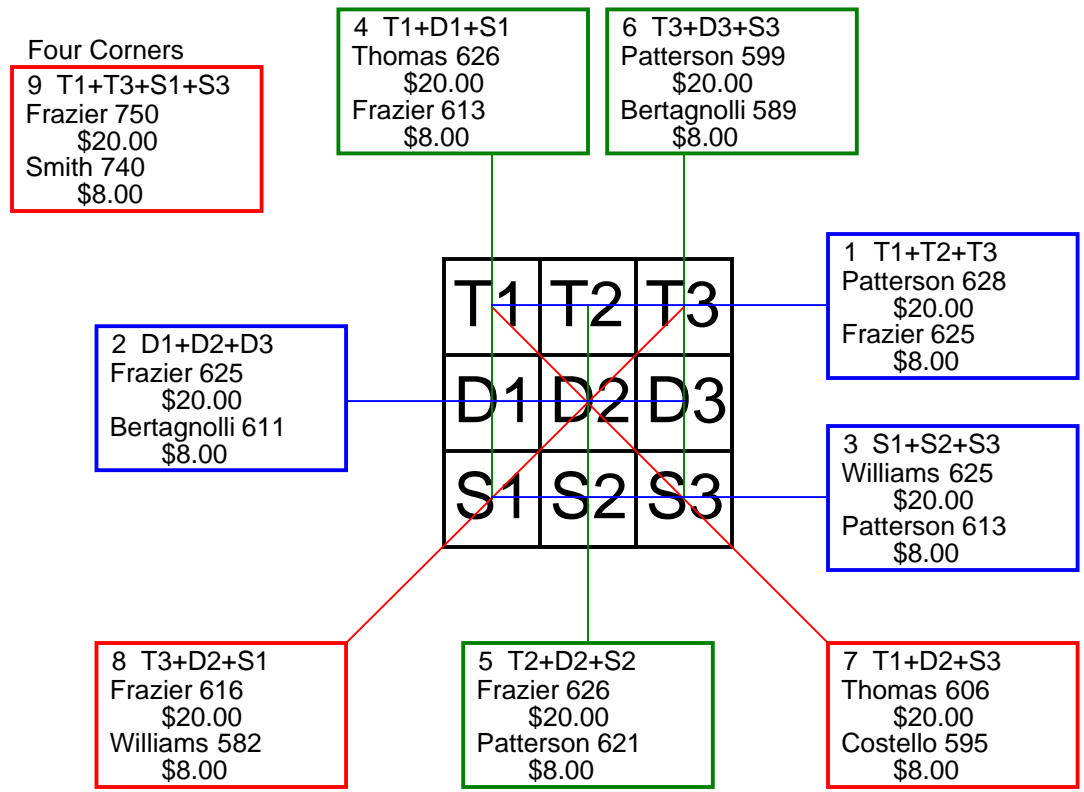 Four Corners
9 T1+T3+S1+S3
Frazier 750
$20.00
Smith 740
$8.00
4 T1+D1+S1
Thomas 626
$20.00
Frazier 613
$8.00
6 T3+D3+S3
Patterson 599
$20.00
Bertagnolli 589
$8.00
1 T1+T2+T3
Patterson 628
$20.00
Frazier 625
$8.00
2 D1+D2+D3
Frazier 625
$20.00
Bertagnolli 611
$8.00
T1 T2 T3
D1 D2 D3
S1 S2 S3
3 S1+S2+S3
Williams 625
$20.00
Patterson 613
$8.00
8 T3+D2+S1
Frazier 616
$20.00
Williams 582
$8.00
5 T2+D2+S2
Frazier 626
$20.00
Patterson 621
$8.00
7 T1+D2+S3
Thomas 606
$20.00
Costello 595
$8.00